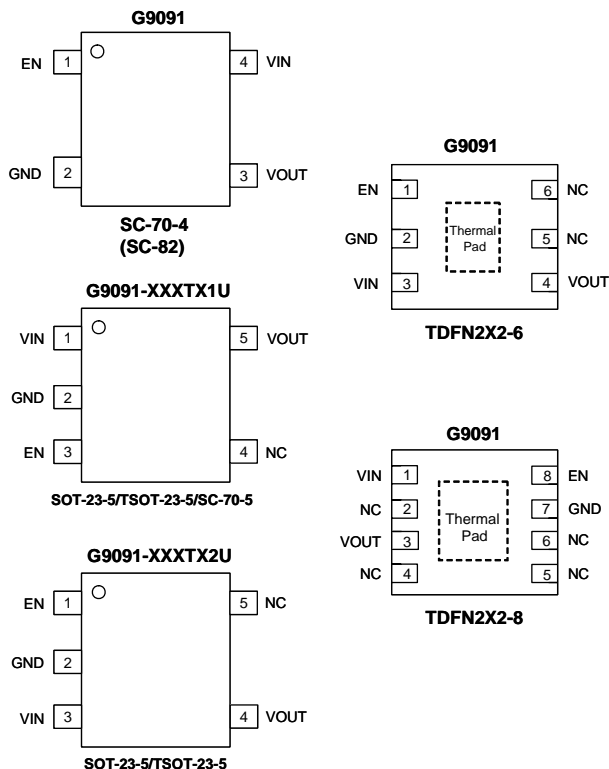 G9091
EN 1 4 VIN
GND 2 3 VOUT
SC-70-4
(SC-82)
G9091-XXXTX1U
VIN 1 5 VOUT
GND 2
EN 3 4 NC
SOT-23-5/TSOT-23-5/SC-70-5
G9091-XXXTX2U
EN 1 5 NC
GND 2
VIN 3 4 VOUT
SOT-23-5/TSOT-23-5
G9091
EN 1 6 NC
Thermal
GND 2 5 NC
Pad
VIN 3 4 VOUT
TDFN2X2-6
G9091
VIN 1 8 EN
NC 2 7 GND
Thermal
Pad
VOUT 3 6 NC
NC 4 5 NC
TDFN2X2-8